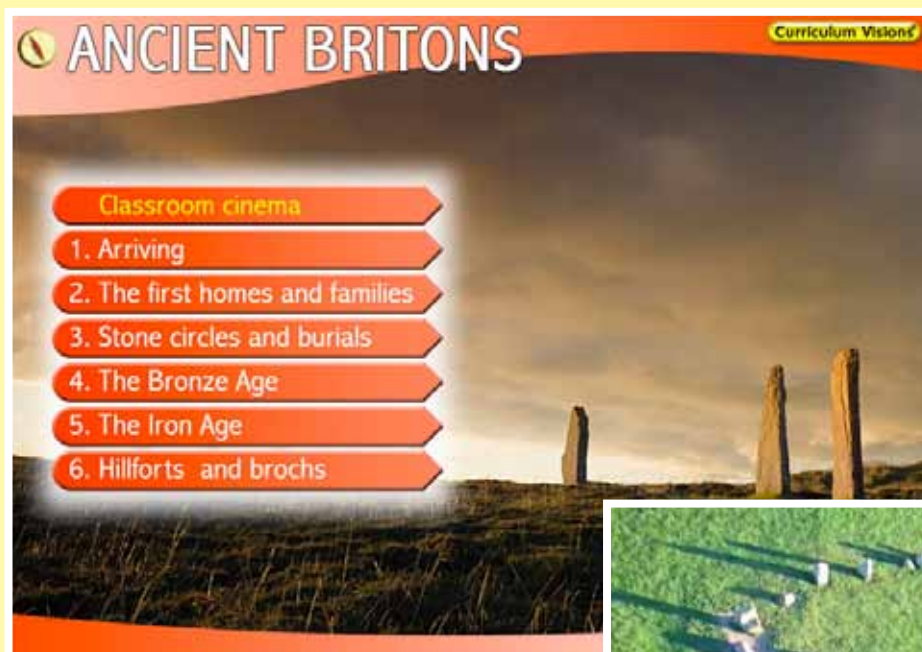 ANCIENT BRITONS
Curriculum Visions
Classroom cinema
1. Arriving
2. The first homes and families
3. Stone circles and burials
4. The Bronze Age
5. The Iron Age
6. Hillforts and brochs